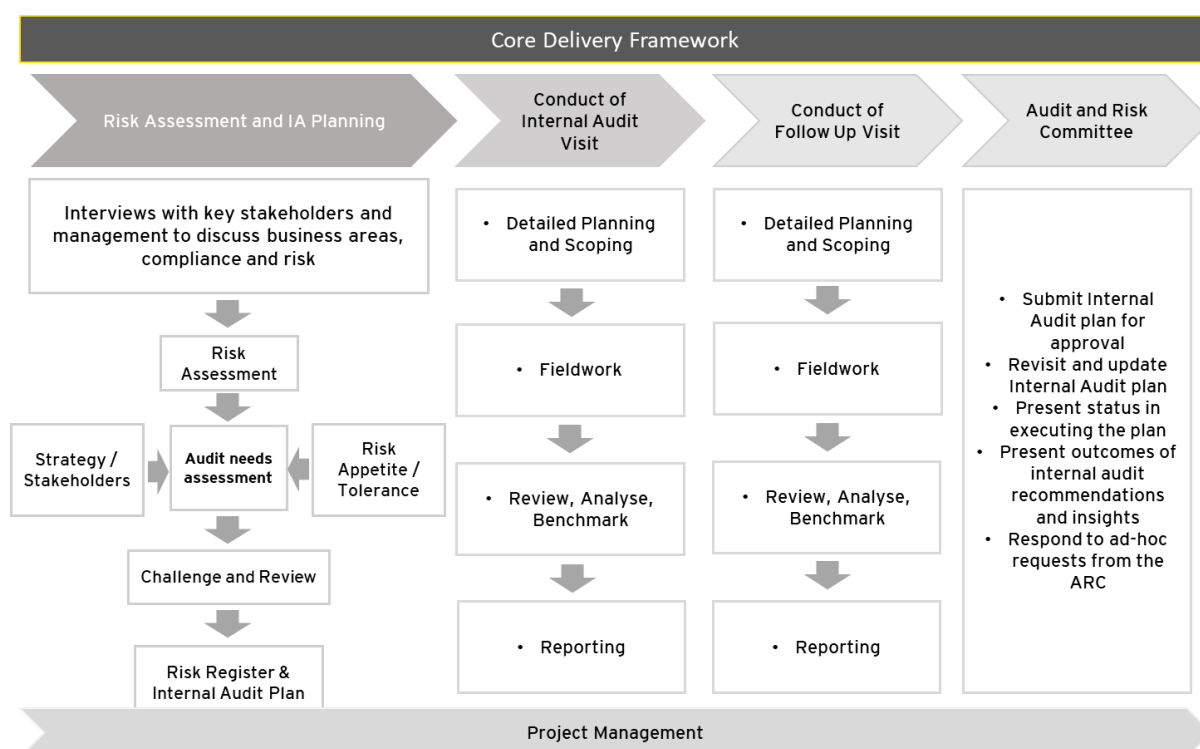 Core Delivery Framework
Risk Assessment and IA Planning
Conduct of
Internal Audit
Visit
Conduct of
Follow Up Visit
Audit and Risk
Committee
Interviews with key stakeholders and
management to discuss business areas,
compliance and risk
Risk
Assessment
Strategy /
Stakeholders
Audit needs
assessment
Risk
Appetite /
Tolerance
Challenge and Review
Risk Register &
Internal Audit Plan
• Detailed Planning
and Scoping
• Fieldwork
• Review, Analyse,
Benchmark
• Reporting
• Detailed Planning
and Scoping
• Fieldwork
• Review, Analyse,
Benchmark
• Reporting
• Submit Internal
Audit plan for
approval
• Revisit and update
Internal Audit plan
• Present status in
executing the plan
• Present outcomes of
internal audit
recommendations
and insights
• Respond to ad-hoc
requests from the
ARC
Project Management